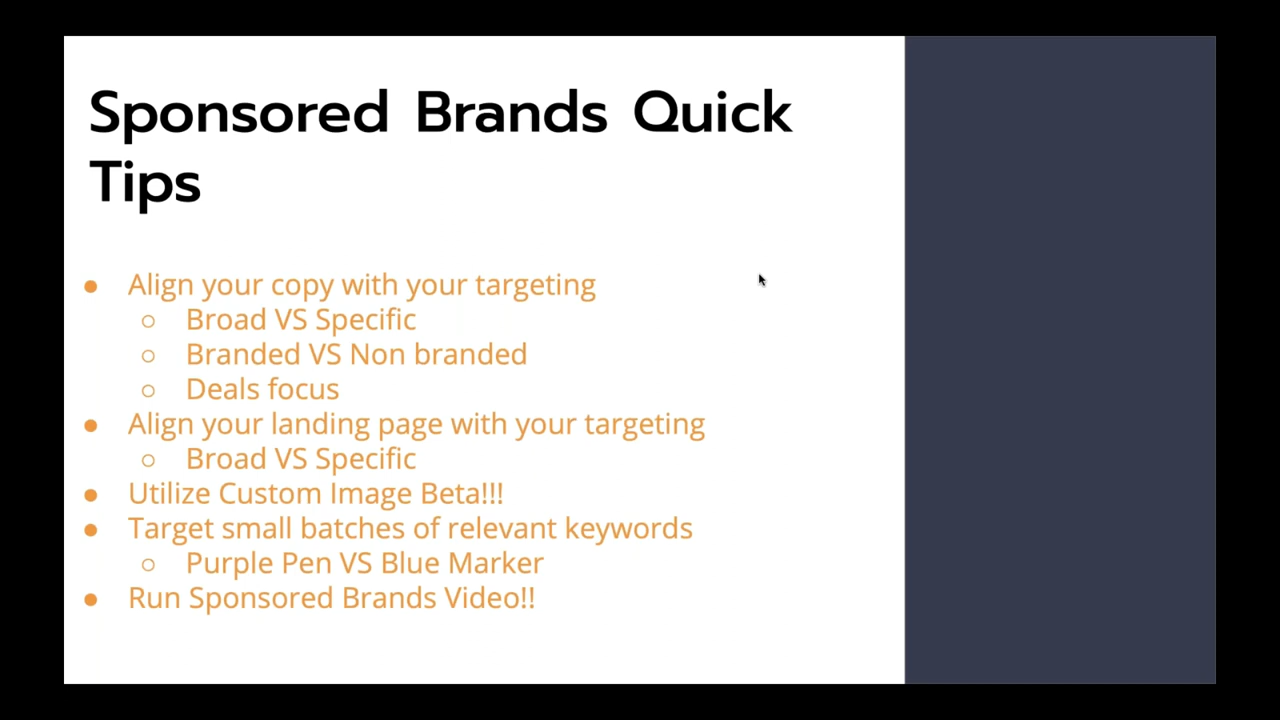 Sponsored Brands Quick
Tips
● Align your copy with your targeting
○ Broad VS Specific
○ Branded VS Non branded
○ Deals focus
● Align your landing page with your targeting
○ Broad VS Specific
● Utilize Custom Image Beta!!!
● Target small batches of relevant keywords
○ Purple Pen VS Blue Marker
● Run Sponsored Brands Video!!